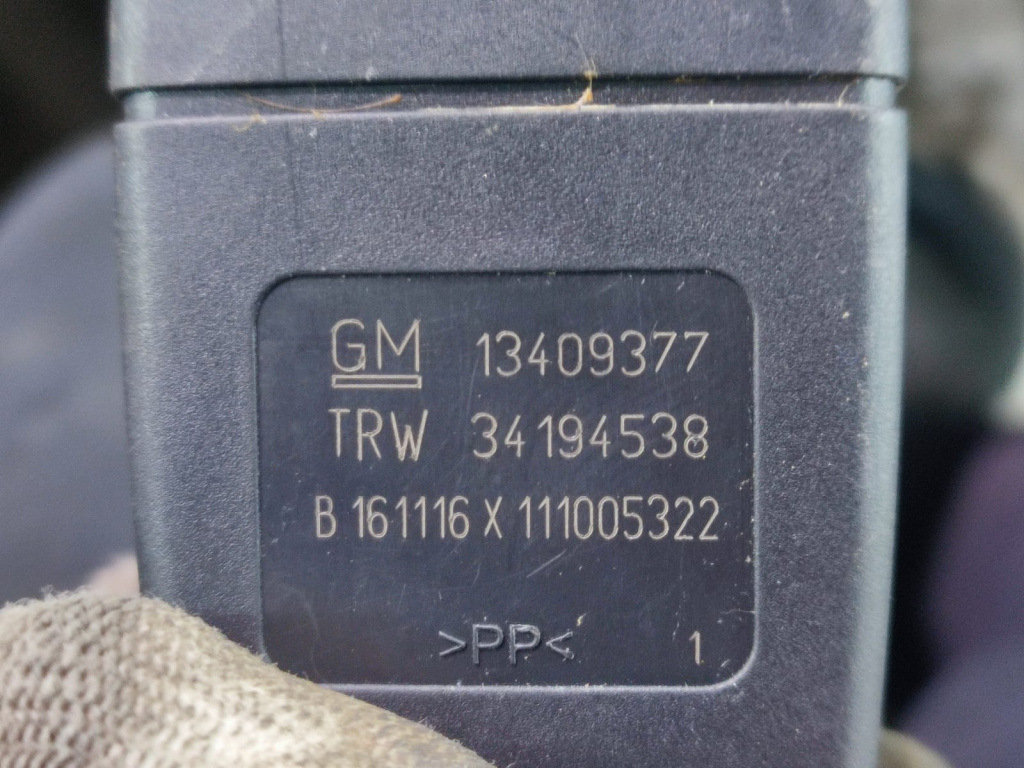 GM 13409377
TRW 34194538
B 161116 X 111005322
>PP< 1